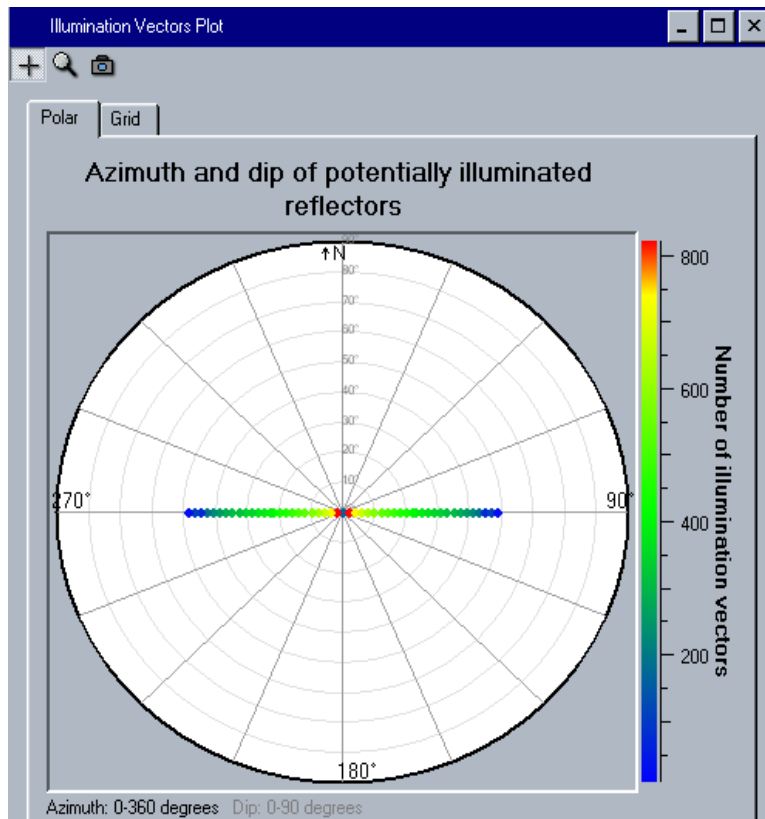 Illumination Vectors Plot
Polar
Grid
Azimuth and dip of potentially illuminated
reflectors
90°
N
80°
70°
60°
50°
40°
30°
20°
10°
270°
90°
180°
800
600
400
200
Number of illumination vectors
Azimuth: 0-360 degrees Dip: 0-90 degrees